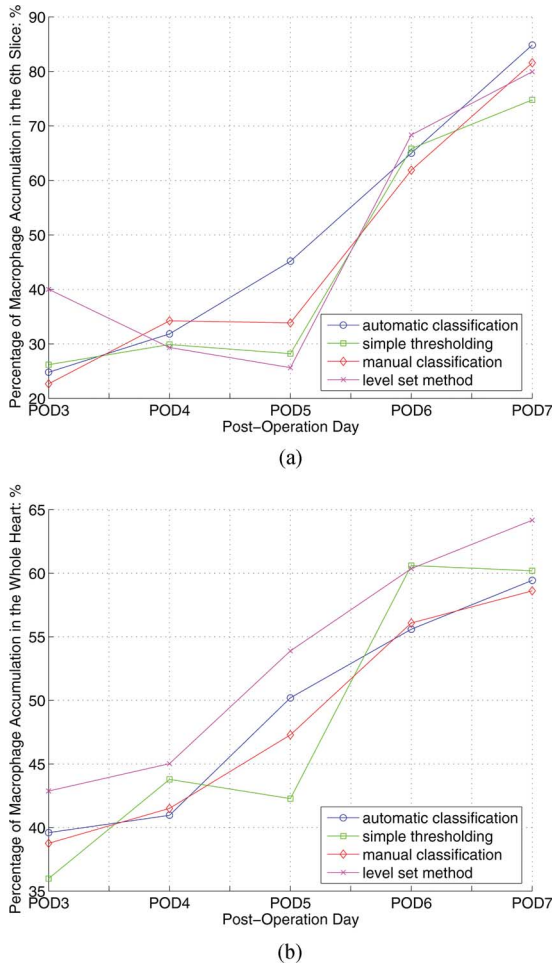 Percentage of Macrophage Accumulation in the 6th Slice: %
90
80
70
60
50
40
30
20
automatic classification
simple thresholding
manual classification
level set method
POD3 POD4 POD5 POD6 POD7
Post-Operation Day
(a)
Percentage of Macrophage Accumulation in the Whole Heart: %
65
60
55
50
45
40
35
automatic classification
simple thresholding
manual classification
level set method
POD3 POD4 POD5 POD6 POD7
Post-Operation Day
(b)